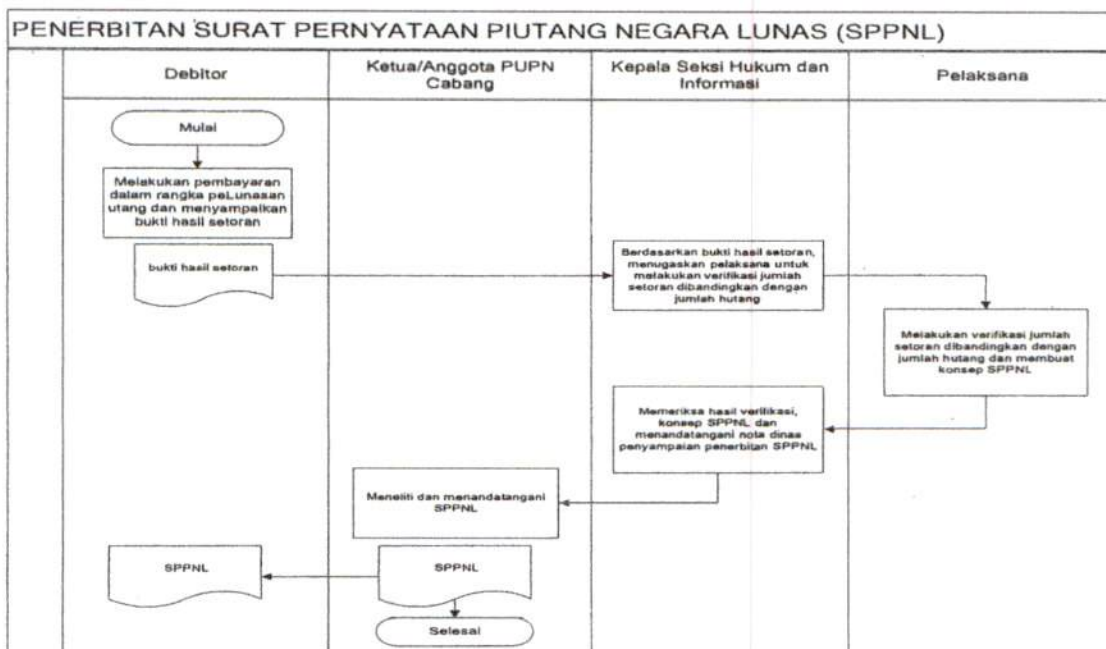 PENERBITAN SURAT PERNYATAAN PIUTANG NEGARA LUNAS (SPPNL)
Debitor
Ketua/Anggota PUPN
Cabang
Kepala Seksi Hukum dan
Informasi
Pelaksana
Mulai
Melakukan pembayaran
dalam rangka peLunasan
utang dan menyampaikan
bukti hasil setoran
bukti hasil setoran
Berdasarkan bukti hasil setoran,
menugaskan pelaksana untuk
melakukan verifikasi jumlah
setoran dibandingkan dengan
jumlah hutang
Melakukan verifikasi jumlah
setoran dibandingkan dengan
jumlah hutang dan membuat
konsep SPPNL
Memeriksa hasil verifikasi,
konsep SPPNL dan
menandatangani nota dinas
penyampaian penerbitan SPPNL
Meneliti dan menandatangani
SPPNL
SPPNL
SPPNL
Selesai